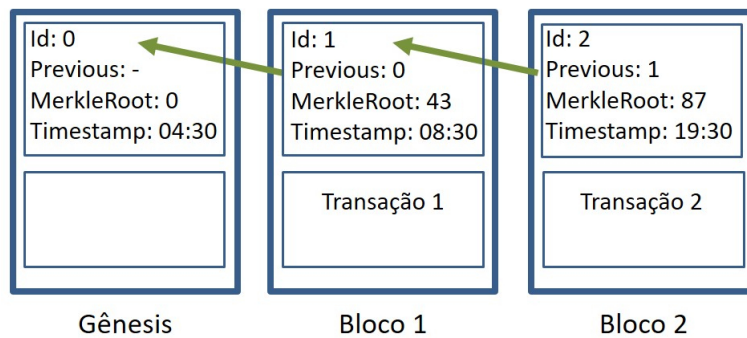 Id: 0
Previous: -
MerkleRoot: 0
Timestamp: 04:30
Gênesis
Id: 1
Previous: 0
MerkleRoot: 43
Timestamp: 08:30
Transação 1
Bloco 1
Id: 2
Previous: 1
MerkleRoot: 87
Timestamp: 19:30
Transação 2
Bloco 2